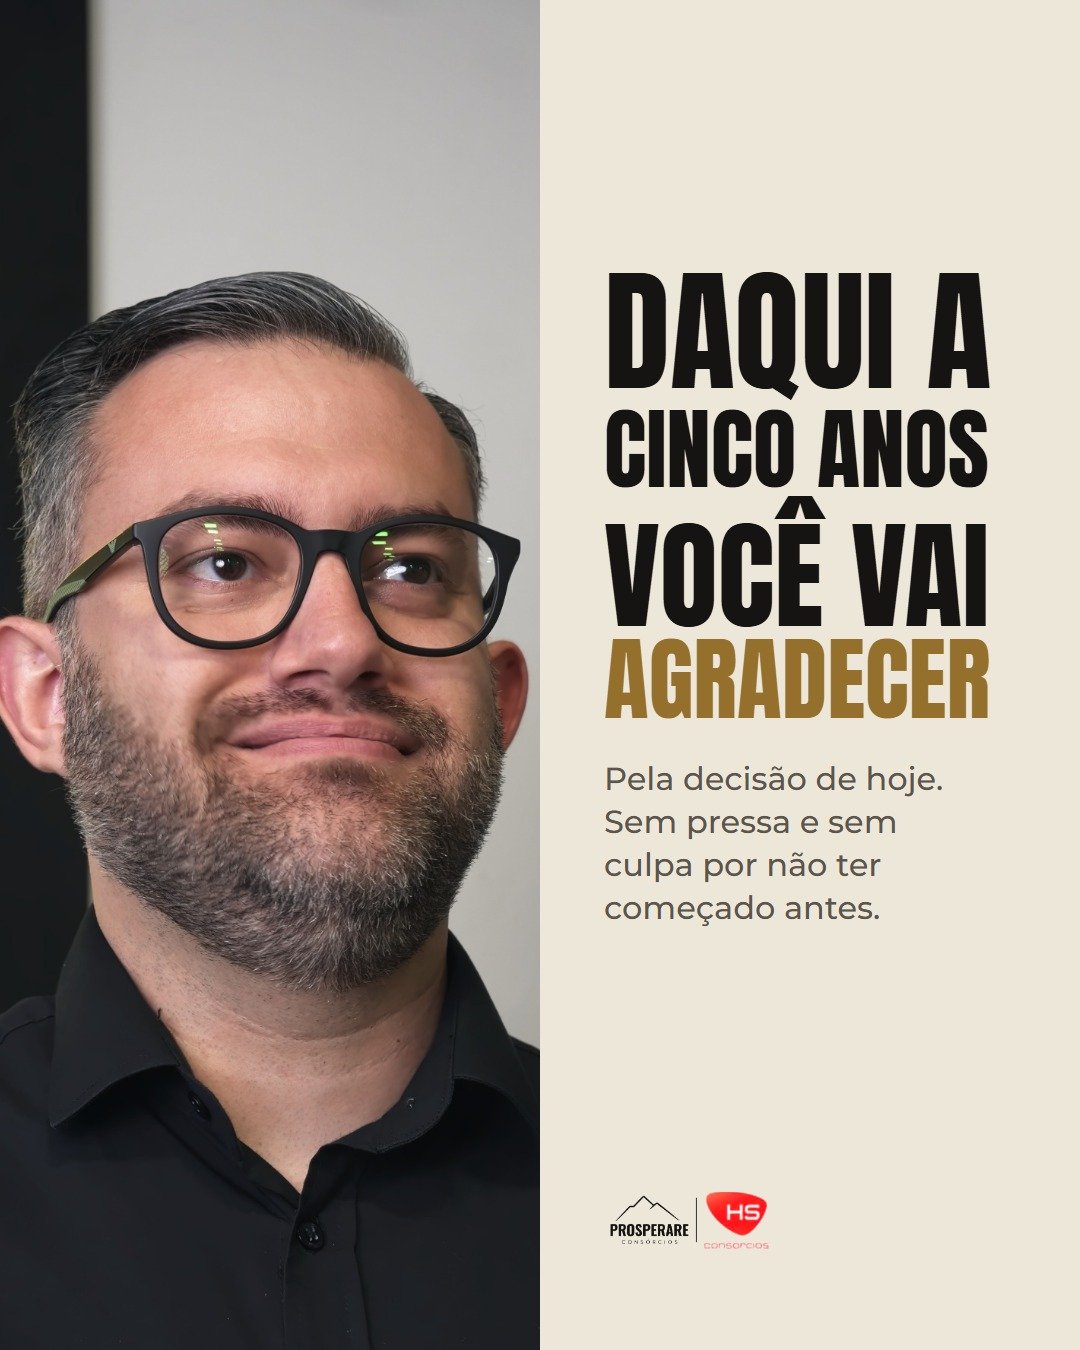 DAQUI A
CINCO ANOS
VOCÊ VAI
AGRADECER
Pela decisão de hoje.
Sem pressa e sem
culpa por não ter
começado antes.
PROSPERARE
CONSÓRCIOS
HS
consórcios